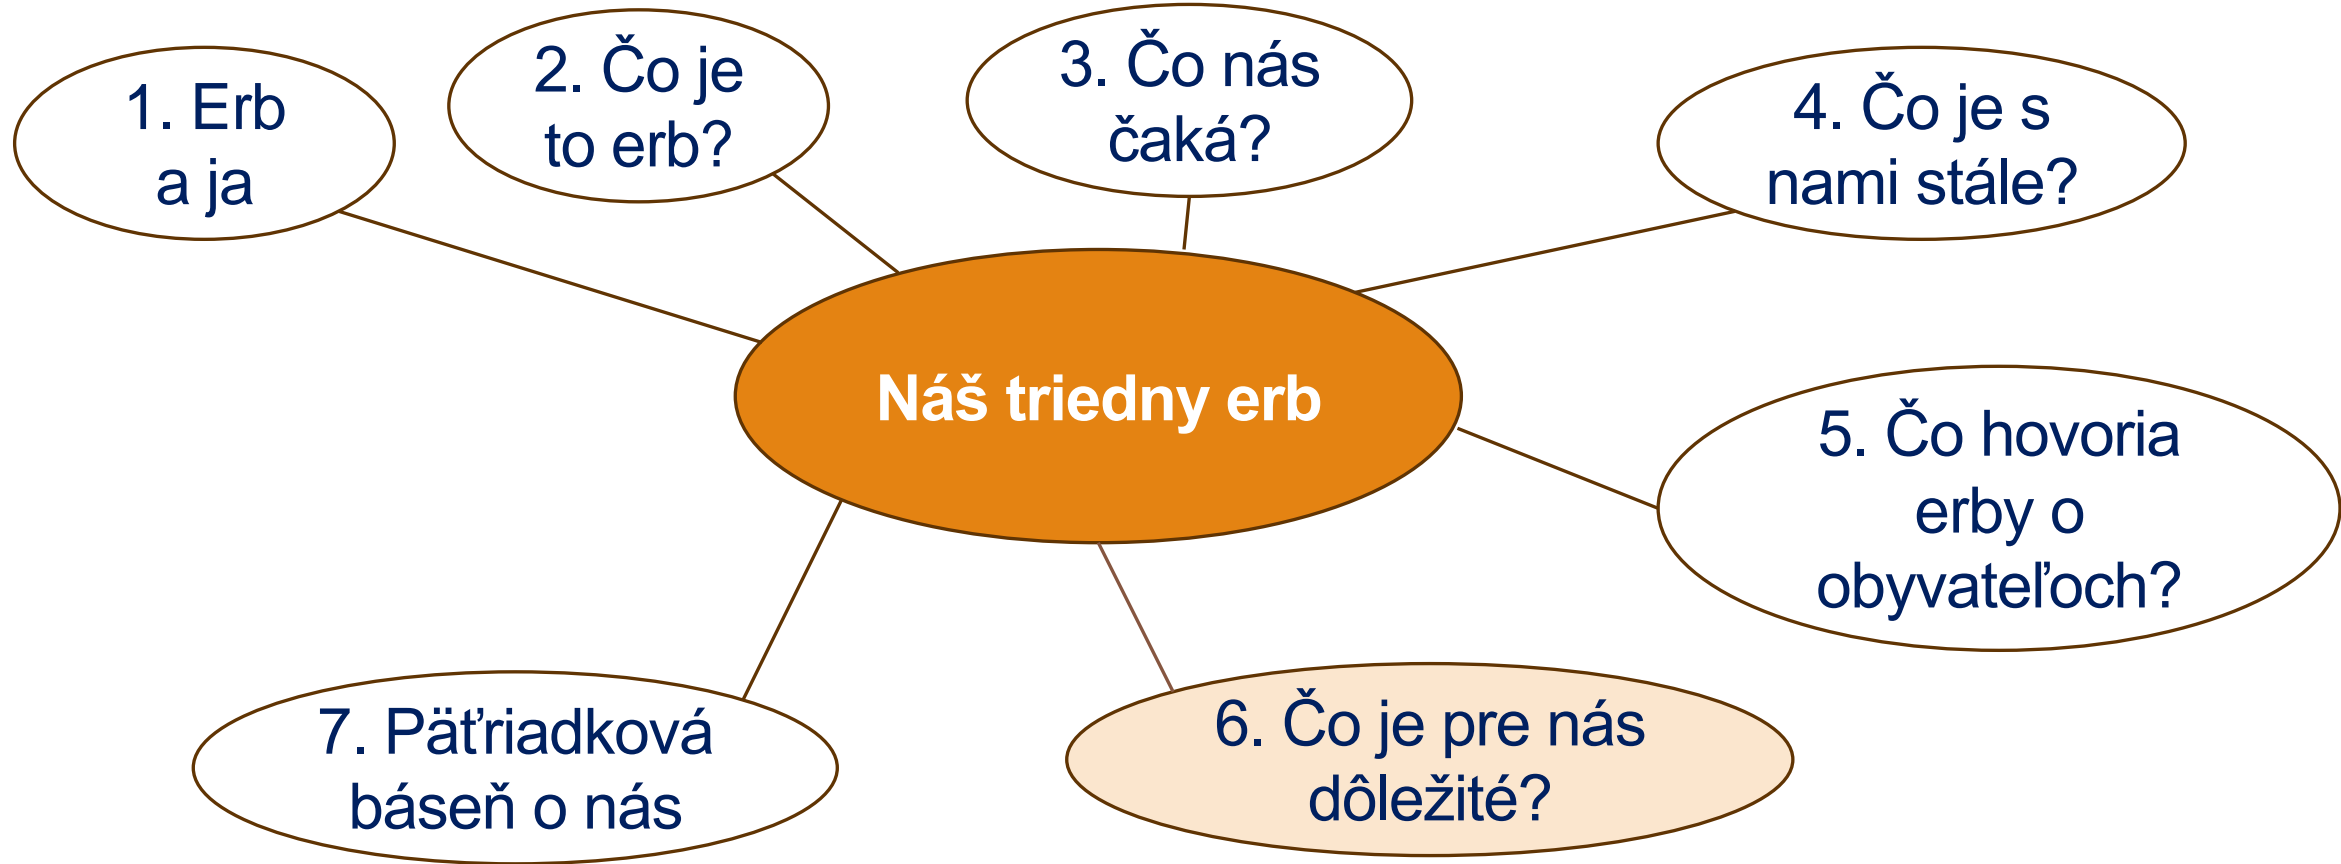 1. Erb
a ja
2. Čo je
to erb?
3. Čo nás
čaká?
4. Čo je s
nami stále?
Náš triedny erb
5. Čo hovoria
erby o
obyvateľoch?
6. Čo je pre nás
dôležité?
7. Päťriadková
báseň o nás